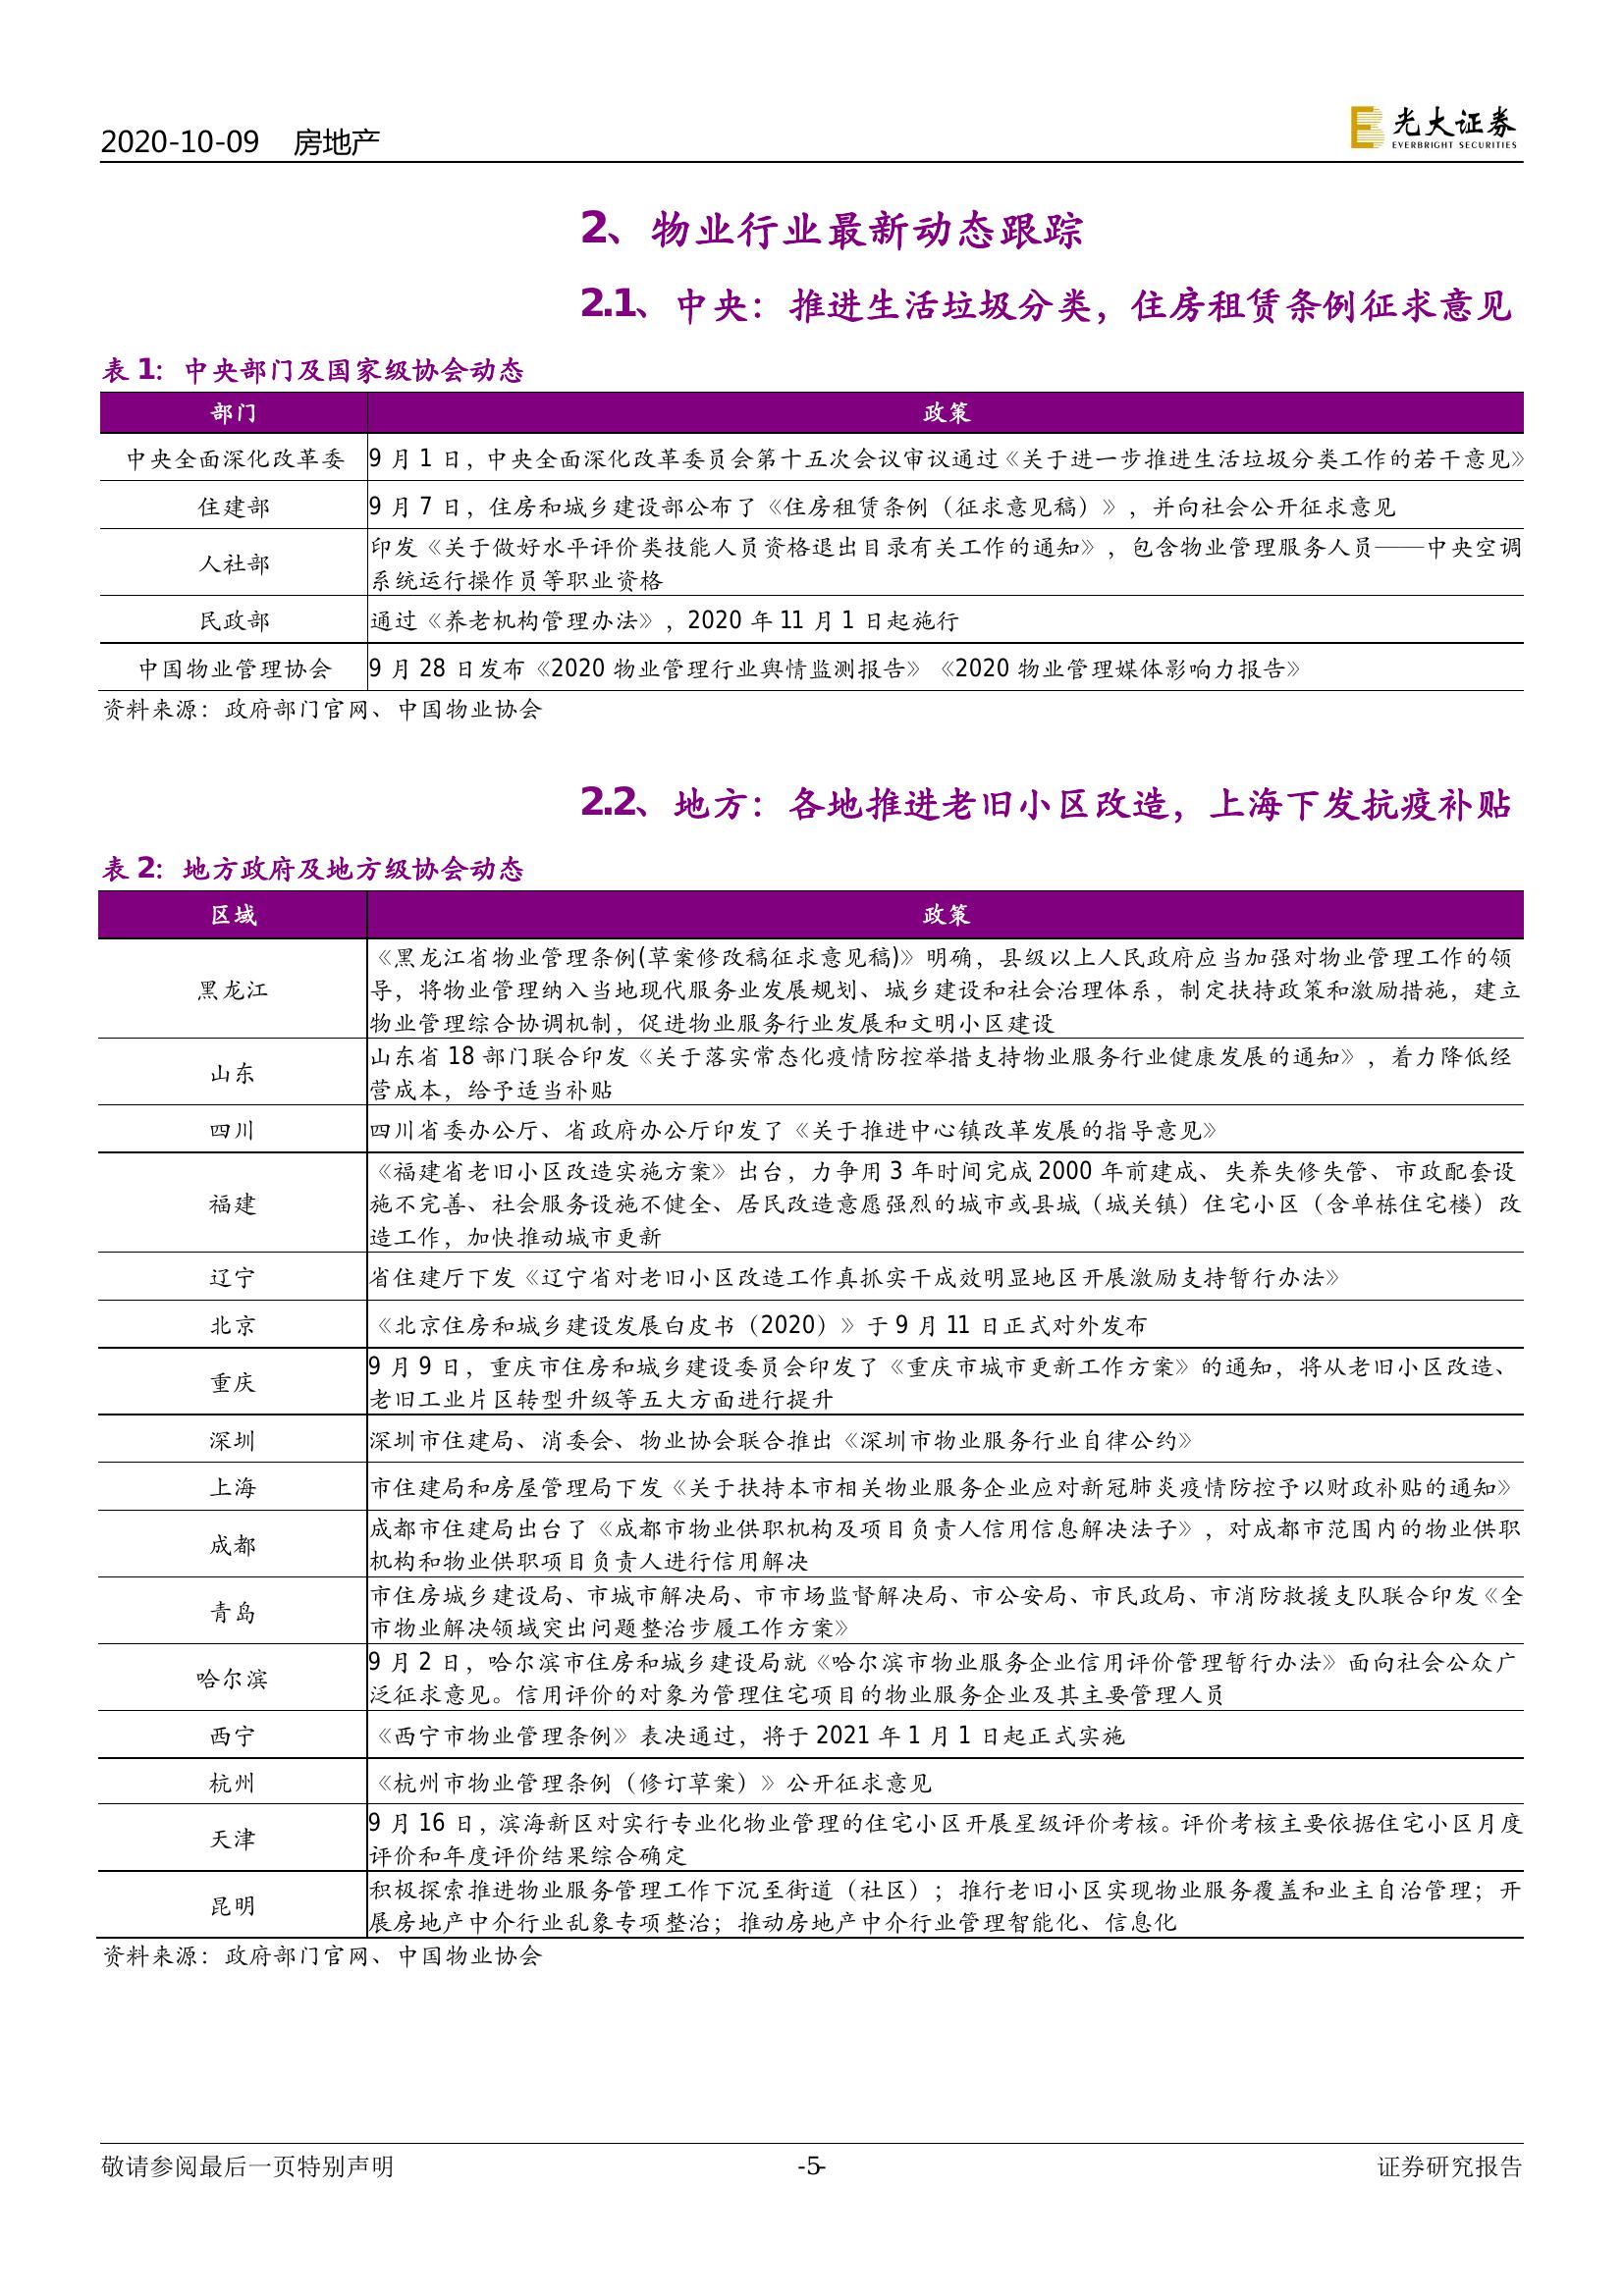 2020-10-09 房地产
光大证券
EVERBRIGHT SECURITIES
2、物业行业最新动态跟踪
2.1、中央：推进生活垃圾分类，住房租赁条例征求意见
表 1：中央部门及国家级协会动态
部门 政策
中央全面深化改革委 9 月 1 日，中央全面深化改革委员会第十五次会议审议通过《关于进一步推进生活垃圾分类工作的若干意见》
住建部 9 月 7 日，住房和城乡建设部公布了《住房租赁条例（征求意见稿）》，并向社会公开征求意见
人社部 印发《关于做好水平评价类技能人员资格退出目录有关工作的通知》，包含物业管理服务人员——中央空调
系统运行操作员等职业资格
民政部 通过《养老机构管理办法》，2020 年 11 月 1 日起施行
中国物业管理协会 9 月 28 日发布《2020 物业管理行业舆情监测报告》《2020 物业管理媒体影响力报告》
资料来源：政府部门官网、中国物业协会
2.2、地方：各地推进老旧小区改造，上海下发抗疫补贴
表 2：地方政府及地方级协会动态
区域 政策
黑龙江 《黑龙江省物业管理条例(草案修改稿征求意见稿)》明确，县级以上人民政府应当加强对物业管理工作的领
导，将物业管理纳入当地现代服务业发展规划、城乡建设和社会治理体系，制定扶持政策和激励措施，建立
物业管理综合协调机制，促进物业服务行业发展和文明小区建设
山东 山东省 18 部门联合印发《关于落实常态化疫情防控举措支持物业服务行业健康发展的通知》，着力降低经
营成本，给予适当补贴
四川 四川省委办公厅、省政府办公厅印发了《关于推进中心镇改革发展的指导意见》
福建 《福建省老旧小区改造实施方案》出台，力争用 3 年时间完成 2000 年前建成、失养失修失管、市政配套设
施不完善、社会服务设施不健全、居民改造意愿强烈的城市或县城（城关镇）住宅小区（含单栋住宅楼）改
造工作，加快推动城市更新
辽宁 省住建厅下发《辽宁省对老旧小区改造工作真抓实干成效明显地区开展激励支持暂行办法》
北京 《北京住房和城乡建设发展白皮书（2020）》于 9 月 11 日正式对外发布
重庆 9 月 9 日，重庆市住房和城乡建设委员会印发了《重庆市城市更新工作方案》的通知，将从老旧小区改造、
老旧工业片区转型升级等五大方面进行提升
深圳 深圳市住建局、消委会、物业协会联合推出《深圳市物业服务行业自律公约》
上海 市住建局和房屋管理局下发《关于扶持本市相关物业服务企业应对新冠肺炎疫情防控予以财政补贴的通知》
成都 成都市住建局出台了《成都市物业供职机构及项目负责人信用信息解决法子》，对成都市范围内的物业供职
机构和物业供职项目负责人进行信用解决
青岛 市住房城乡建设局、市城市解决局、市市场监督解决局、市公安局、市民政局、市消防救援支队联合印发《全
市物业解决领域突出问题整治步履工作方案》
哈尔滨 9 月 2 日，哈尔滨市住房和城乡建设局就《哈尔滨市物业服务企业信用评价管理暂行办法》面向社会公众广
泛征求意见。信用评价的对象为管理住宅项目的物业服务企业及其主要管理人员
西宁 《西宁市物业管理条例》表决通过，将于 2021 年 1 月 1 日起正式实施
杭州 《杭州市物业管理条例（修订草案）》公开征求意见
天津 9 月 16 日，滨海新区对实行专业化物业管理的住宅小区开展星级评价考核。评价考核主要依据住宅小区月度
评价和年度评价结果综合确定
昆明 积极探索推进物业服务管理工作下沉至街道（社区）；推行老旧小区实现物业服务覆盖和业主自治管理；开
展房地产中介行业乱象专项整治；推动房地产中介行业管理智能化、信息化
资料来源：政府部门官网、中国物业协会
敬请参阅最后一页特别声明 -5- 证券研究报告